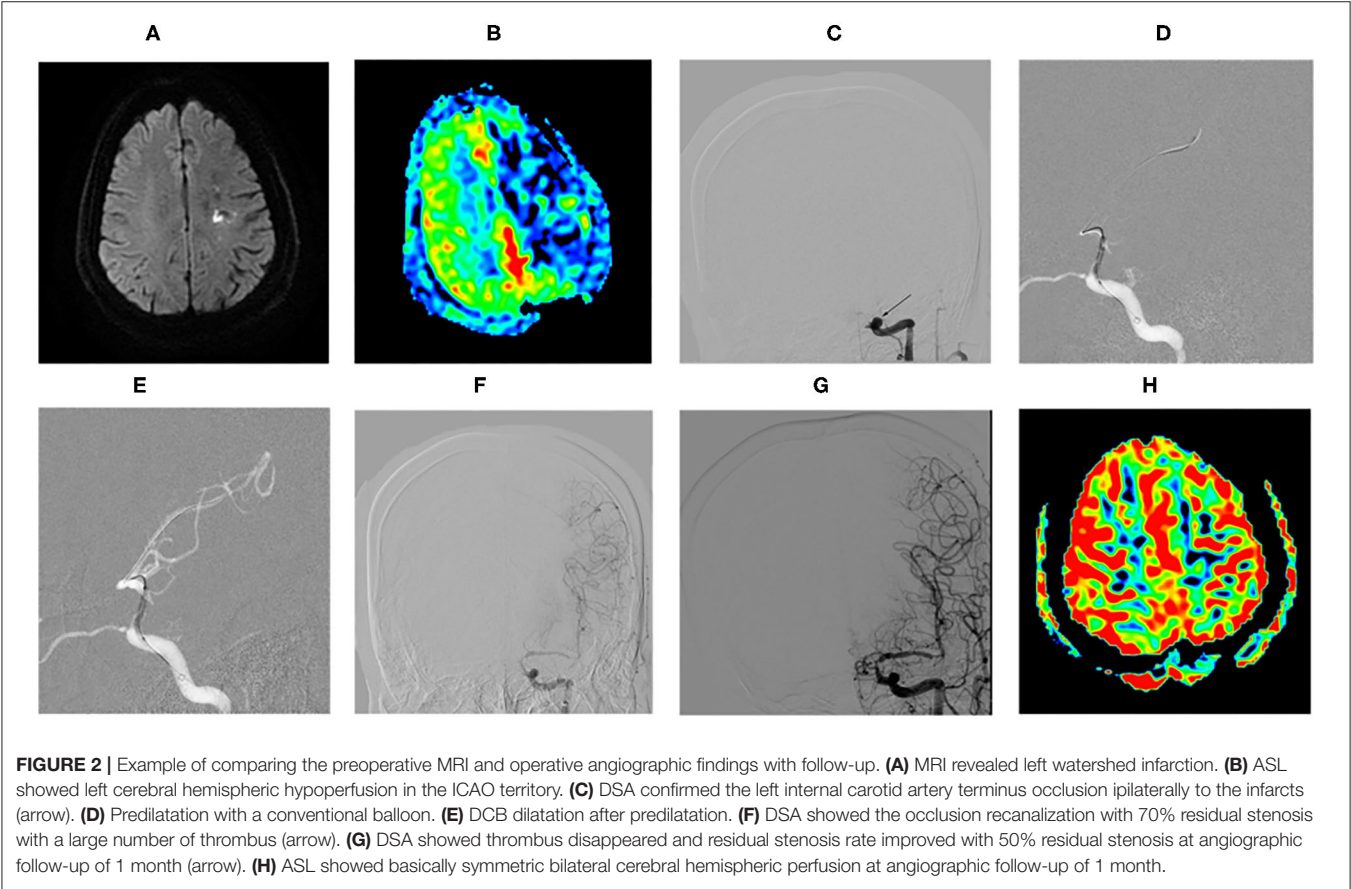 A B C D
E F G H
FIGURE 2 | Example of comparing the preoperative MRI and operative angiographic findings with follow-up. (A) MRI revealed left watershed infarction. (B) ASL
showed left cerebral hemispheric hypoperfusion in the ICAO territory. (C) DSA confirmed the left internal carotid artery terminus occlusion ipilaterally to the infarcts
(arrow). (D) Predilatation with a conventional balloon. (E) DCB dilatation after predilatation. (F) DSA showed the occlusion recanalization with 70% residual stenosis
with a large number of thrombus (arrow). (G) DSA showed thrombus disappeared and residual stenosis rate improved with 50% residual stenosis at angiographic
follow-up of 1 month (arrow). (H) ASL showed basically symmetric bilateral cerebral hemispheric perfusion at angiographic follow-up of 1 month.